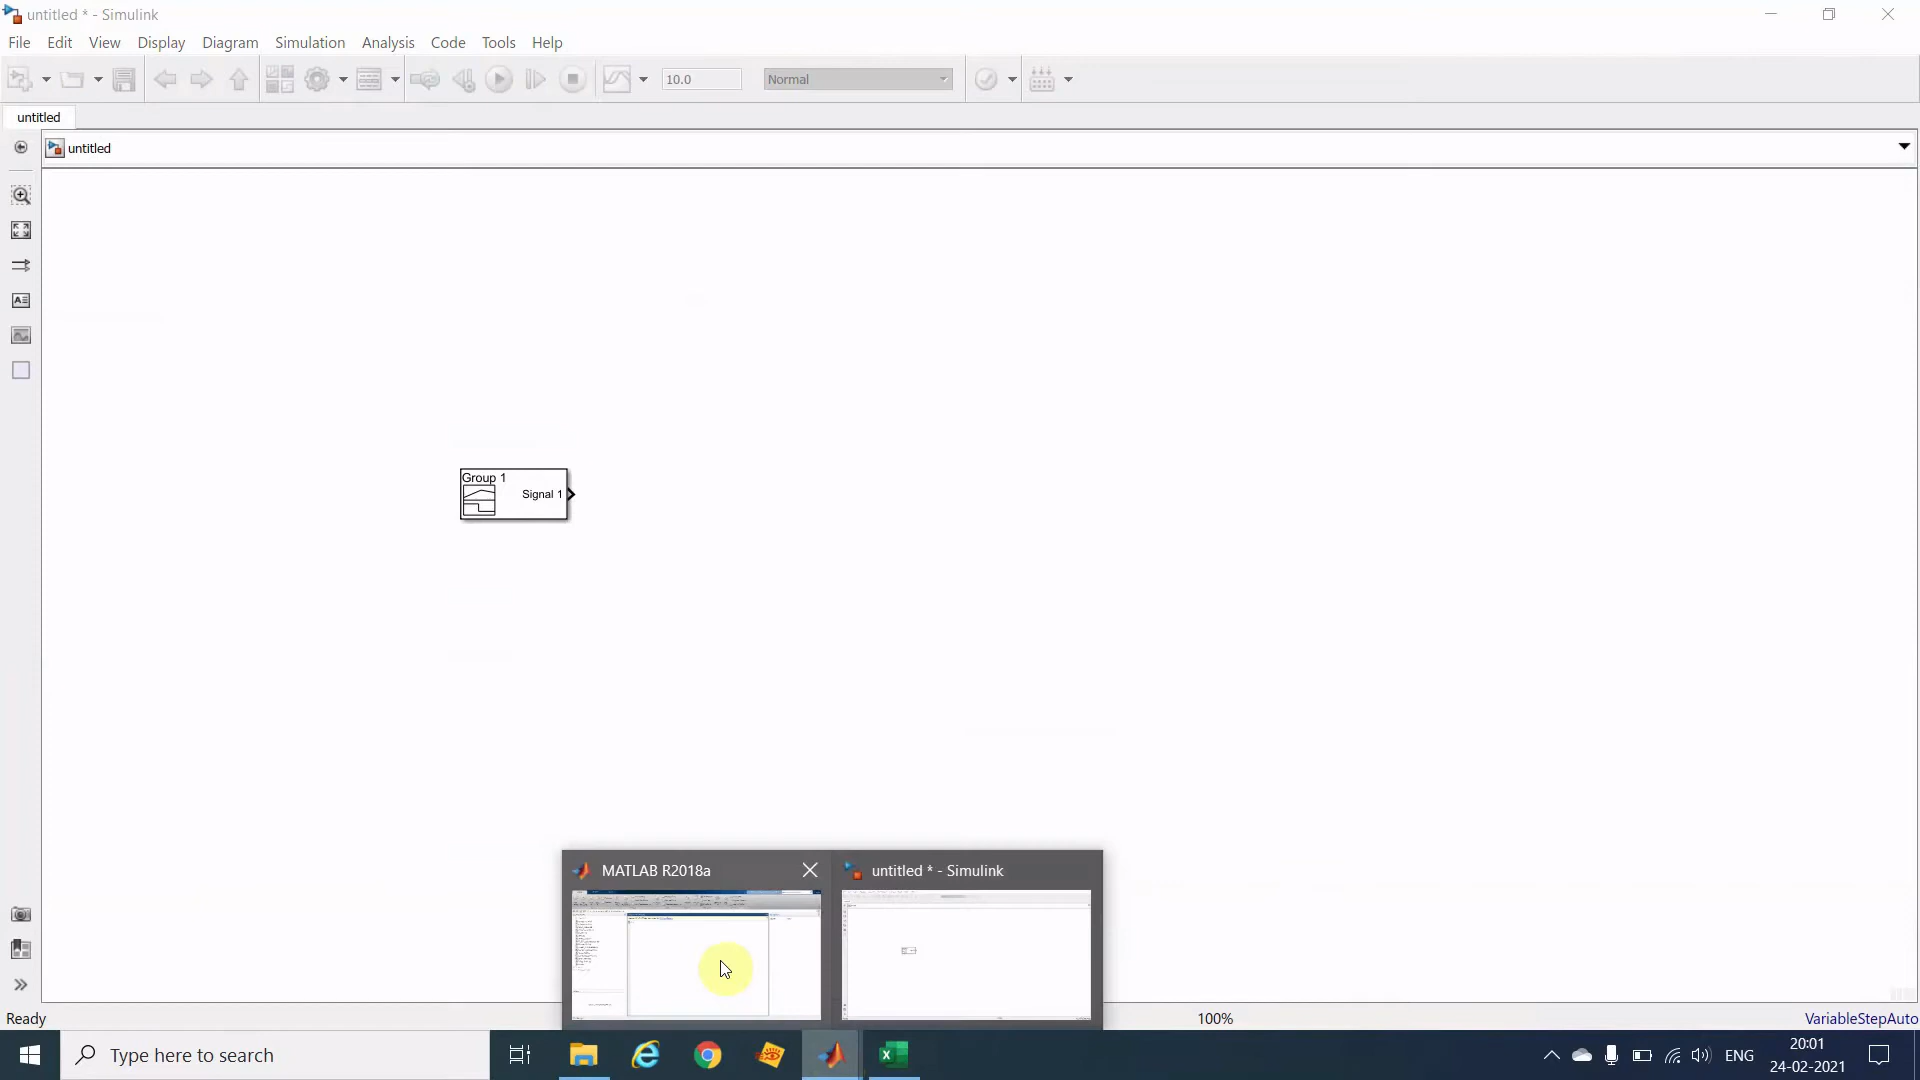 untitled * - Simulink
File Edit View Display Diagram Simulation Analysis Code Tools Help
10.0 Normal
untitled
untitled
Group 1
Signal 1
MATLAB R2018a
untitled * - Simulink
Ready 100% VariableStepAuto
Type here to search
ENG
20:01
24-02-2021